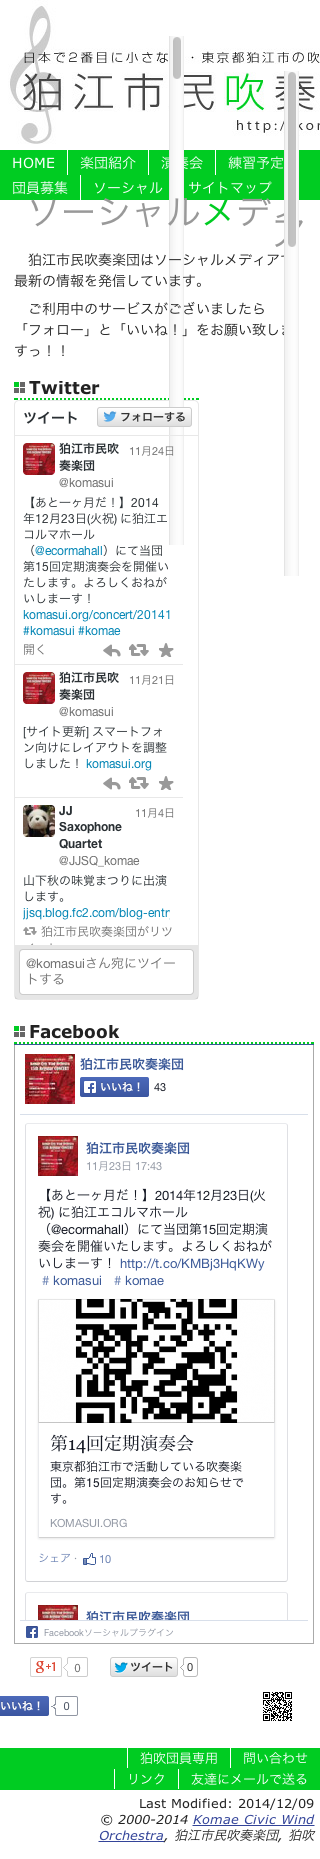 日本で２番目に小さな
・東京都狛江市の吹
狛江市民吹奏
http://kor
HOME
楽団紹介
演奏会
練習予定
団員募集
ソーシャル
サイトマップ
ソーシャルメディ
狛江市民吹奏楽団はソーシャルメディアで
最新の情報を発信しています。
ご利用中のサービスがございましたら
「フォロー」と「いいね！」をお願い致しま
すっ！！
Twitter
ツイート
フォローする
狛江市民吹
奏楽団
11月24日
@komasui
【あと一ヶ月だ！】2014
年12月23日(火祝) に狛江エ
コルマホール
（@ecormahall）にて当団
第15回定期演奏会を開催い
たします。よろしくおねが
いしまーす！
komasui.org/concert/20141
#komasui #komae
開く
狛江市民吹
奏楽団
11月21日
@komasui
[サイト更新] スマートフォ
ン向けにレイアウトを調整
しました！ komasui.org
JJ
Saxophone
Quartet
11月4日
@JJSQ_komae
山下秋の味覚まつりに出演
します。
jjsq.blog.fc2.com/blog-entr
狛江市民吹奏楽団がリツ
@komasuiさん宛にツイー
トする
Facebook
狛江市民吹奏楽団
いいね！ 43
狛江市民吹奏楽団
11月23日 17:43
【あと一ヶ月だ！】2014年12月23日(火
祝) に狛江エコルマホール
（@ecormahall）にて当団第15回定期演
奏会を開催いたします。よろしくおねが
いしまーす！ http://t.co/KMBj3HqKWy
＃komasui ＃komae
第14回定期演奏会
東京都狛江市で活動している吹奏楽
団。第15回定期演奏会のお知らせで
す。
KOMASUI.ORG
シェア · 10
狛江市民吹奏楽団
Facebookソーシャルプラグイン
g+1 0
ツイート 0
いいね！ 0
狛吹団員専用
問い合わせ
リンク
友達にメールで送る
Last Modified: 2014/12/09
© 2000-2014 Komae Civic Wind
Orchestra, 狛江市民吹奏楽団, 狛吹